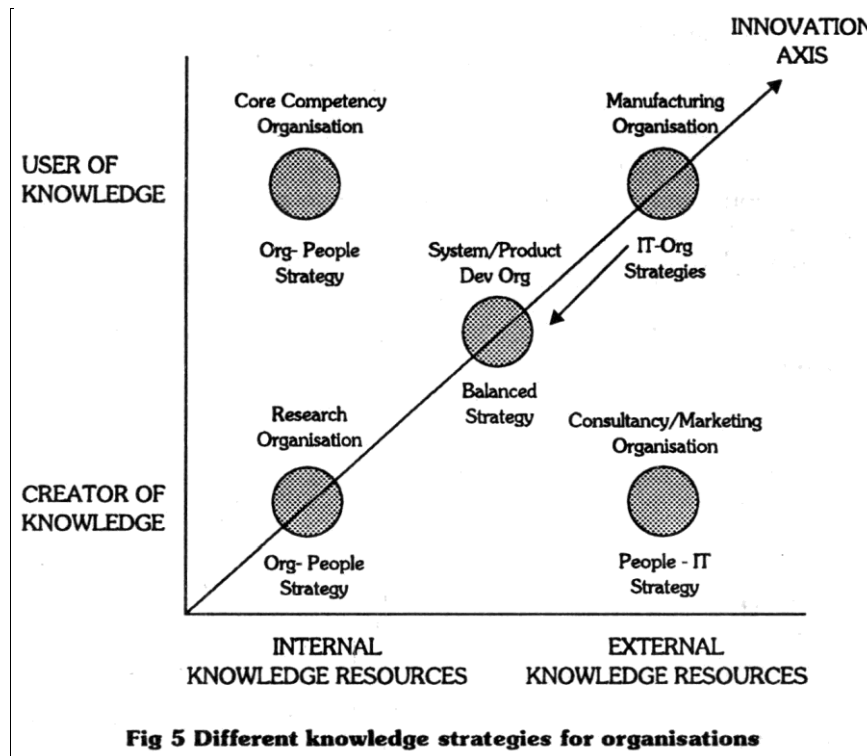 INNOVATION
AXIS
Core Competency
Organisation
Manufacturing
Organisation
USER OF
KNOWLEDGE
Org- People
Strategy
System/Product
Dev Org
IT-Org
Strategies
Balanced
Strategy
Research
Organisation
Consultancy/Marketing
Organisation
CREATOR OF
KNOWLEDGE
Org- People
Strategy
People - IT
Strategy
INTERNAL
KNOWLEDGE RESOURCES
EXTERNAL
KNOWLEDGE RESOURCES
Fig 5 Different knowledge strategies for organisations